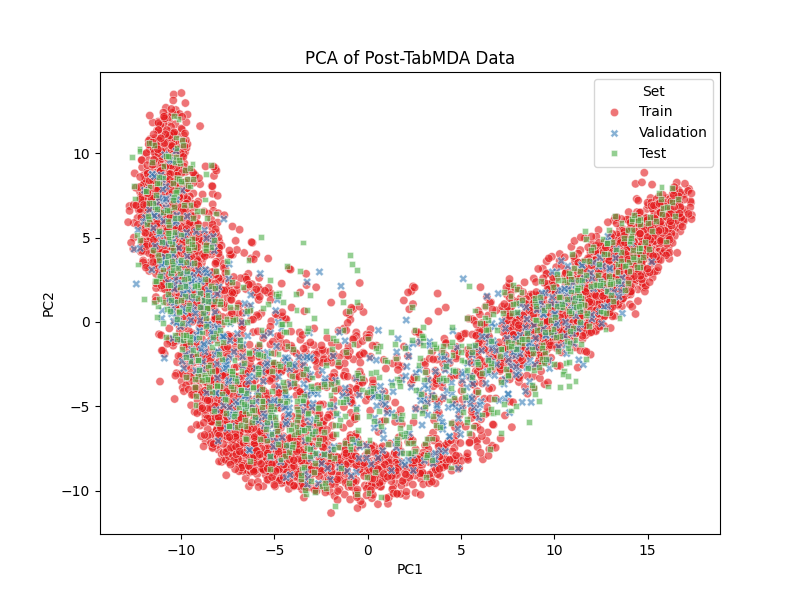 PCA of Post-TabMDA Data
Set
Train
Validation
Test
10
5
0
−5
−10
PC2
−10
−5
0
5
10
15
PC1